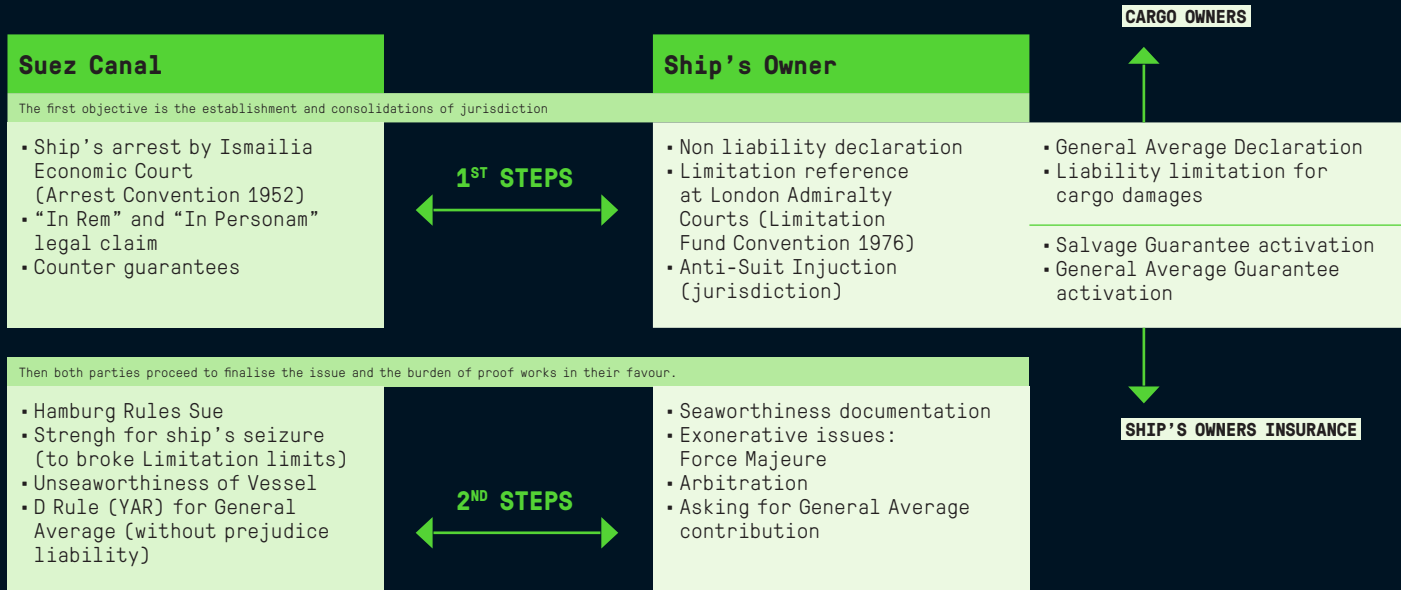 CARGO OWNERS
Suez Canal
Ship's Owner
The first objective is the establishment and consolidations of jurisdiction
▪ Ship's arrest by Ismailia
Economic Court
(Arrest Convention 1952)
▪ “In Rem” and “In Personam”
legal claim
▪ Counter guarantees
1ST STEPS
▪ Non liability declaration
▪ Limitation reference
at London Admiralty
Courts (Limitation
Fund Convention 1976)
▪ Anti-Suit Injuction
(jurisdiction)
▪ General Average Declaration
▪ Liability limitation for
cargo damages
▪ Salvage Guarantee activation
▪ General Average Guarantee
activation
Then both parties proceed to finalise the issue and the burden of proof works in their favour.
▪ Hamburg Rules Sue
▪ Strengh for ship's seizure
(to broke Limitation limits)
▪ Unseaworthiness of Vessel
▪ D Rule (YAR) for General
Average (without prejudice
liability)
2ND STEPS
▪ Seaworthiness documentation
▪ Exonerative issues:
Force Majeure
▪ Arbitration
▪ Asking for General Average
contribution
SHIP'S OWNERS INSURANCE